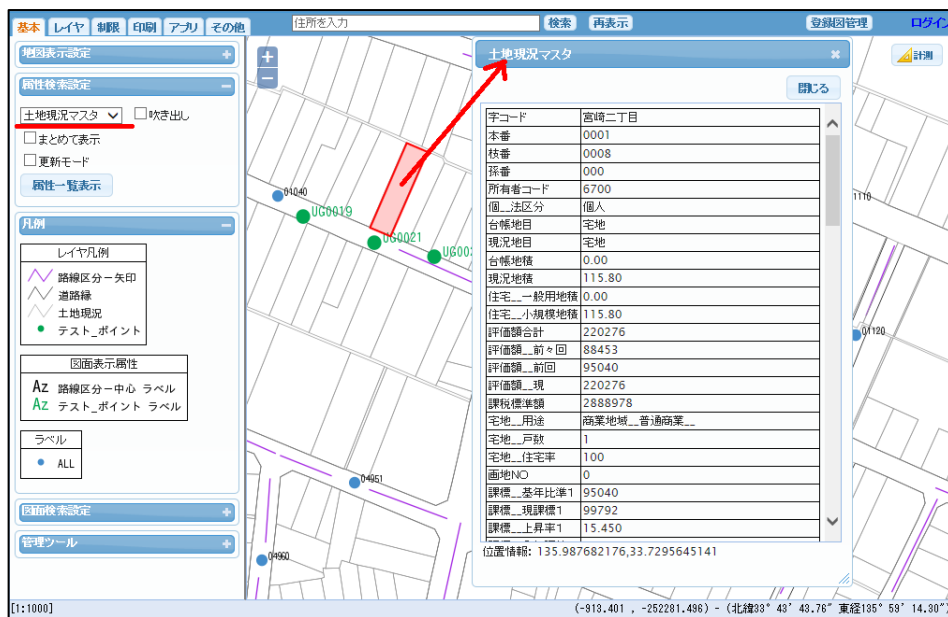 基本 レイヤ 制限 印刷 アプリ その他
住所を入力
検索 再表示
登録図管理
ログイン
地図表示設定
属性検索設定
土地現況マスタ 吹き出し
まとめて表示
更新モード
属性一覧表示
凡例
レイヤ凡例
路線区分ー矢印
道路縁
土地現況
テスト_ポイント
図面表示属性
Az 路線区分ー中心 ラベル
Az テスト_ポイント ラベル
ラベル
ALL
図面検索設定
管理ツール
+
−
01040
UG0019
UG0021
UG00
04951
04960
1110
01120
計測
土地現況マスタ
閉じる
字コード 宮崎二丁目
本番 0001
枝番 0008
孫番 000
所有者コード 6700
個__法区分 個人
台帳地目 宅地
現況地目 宅地
台帳地積 0.00
現況地積 115.80
住宅__一般用地積 0.00
住宅__小規模地積 115.80
評価額合計 220276
評価額__前々回 88453
評価額__前回 95040
評価額__現 220276
課税標準額 2888978
宅地__用途 商業地域__普通商業__
宅地__戸数 1
宅地__住宅率 100
画地NO 0
課標__基年比準1 95040
課標__現課標1 99792
課標__上昇率1 15.450
位置情報: 135.987682176,33.7295645141
[1:1000]
(-913.401 , -252281.496) - (北緯33° 43′ 43.76″ 東経135° 59′ 14.30″)